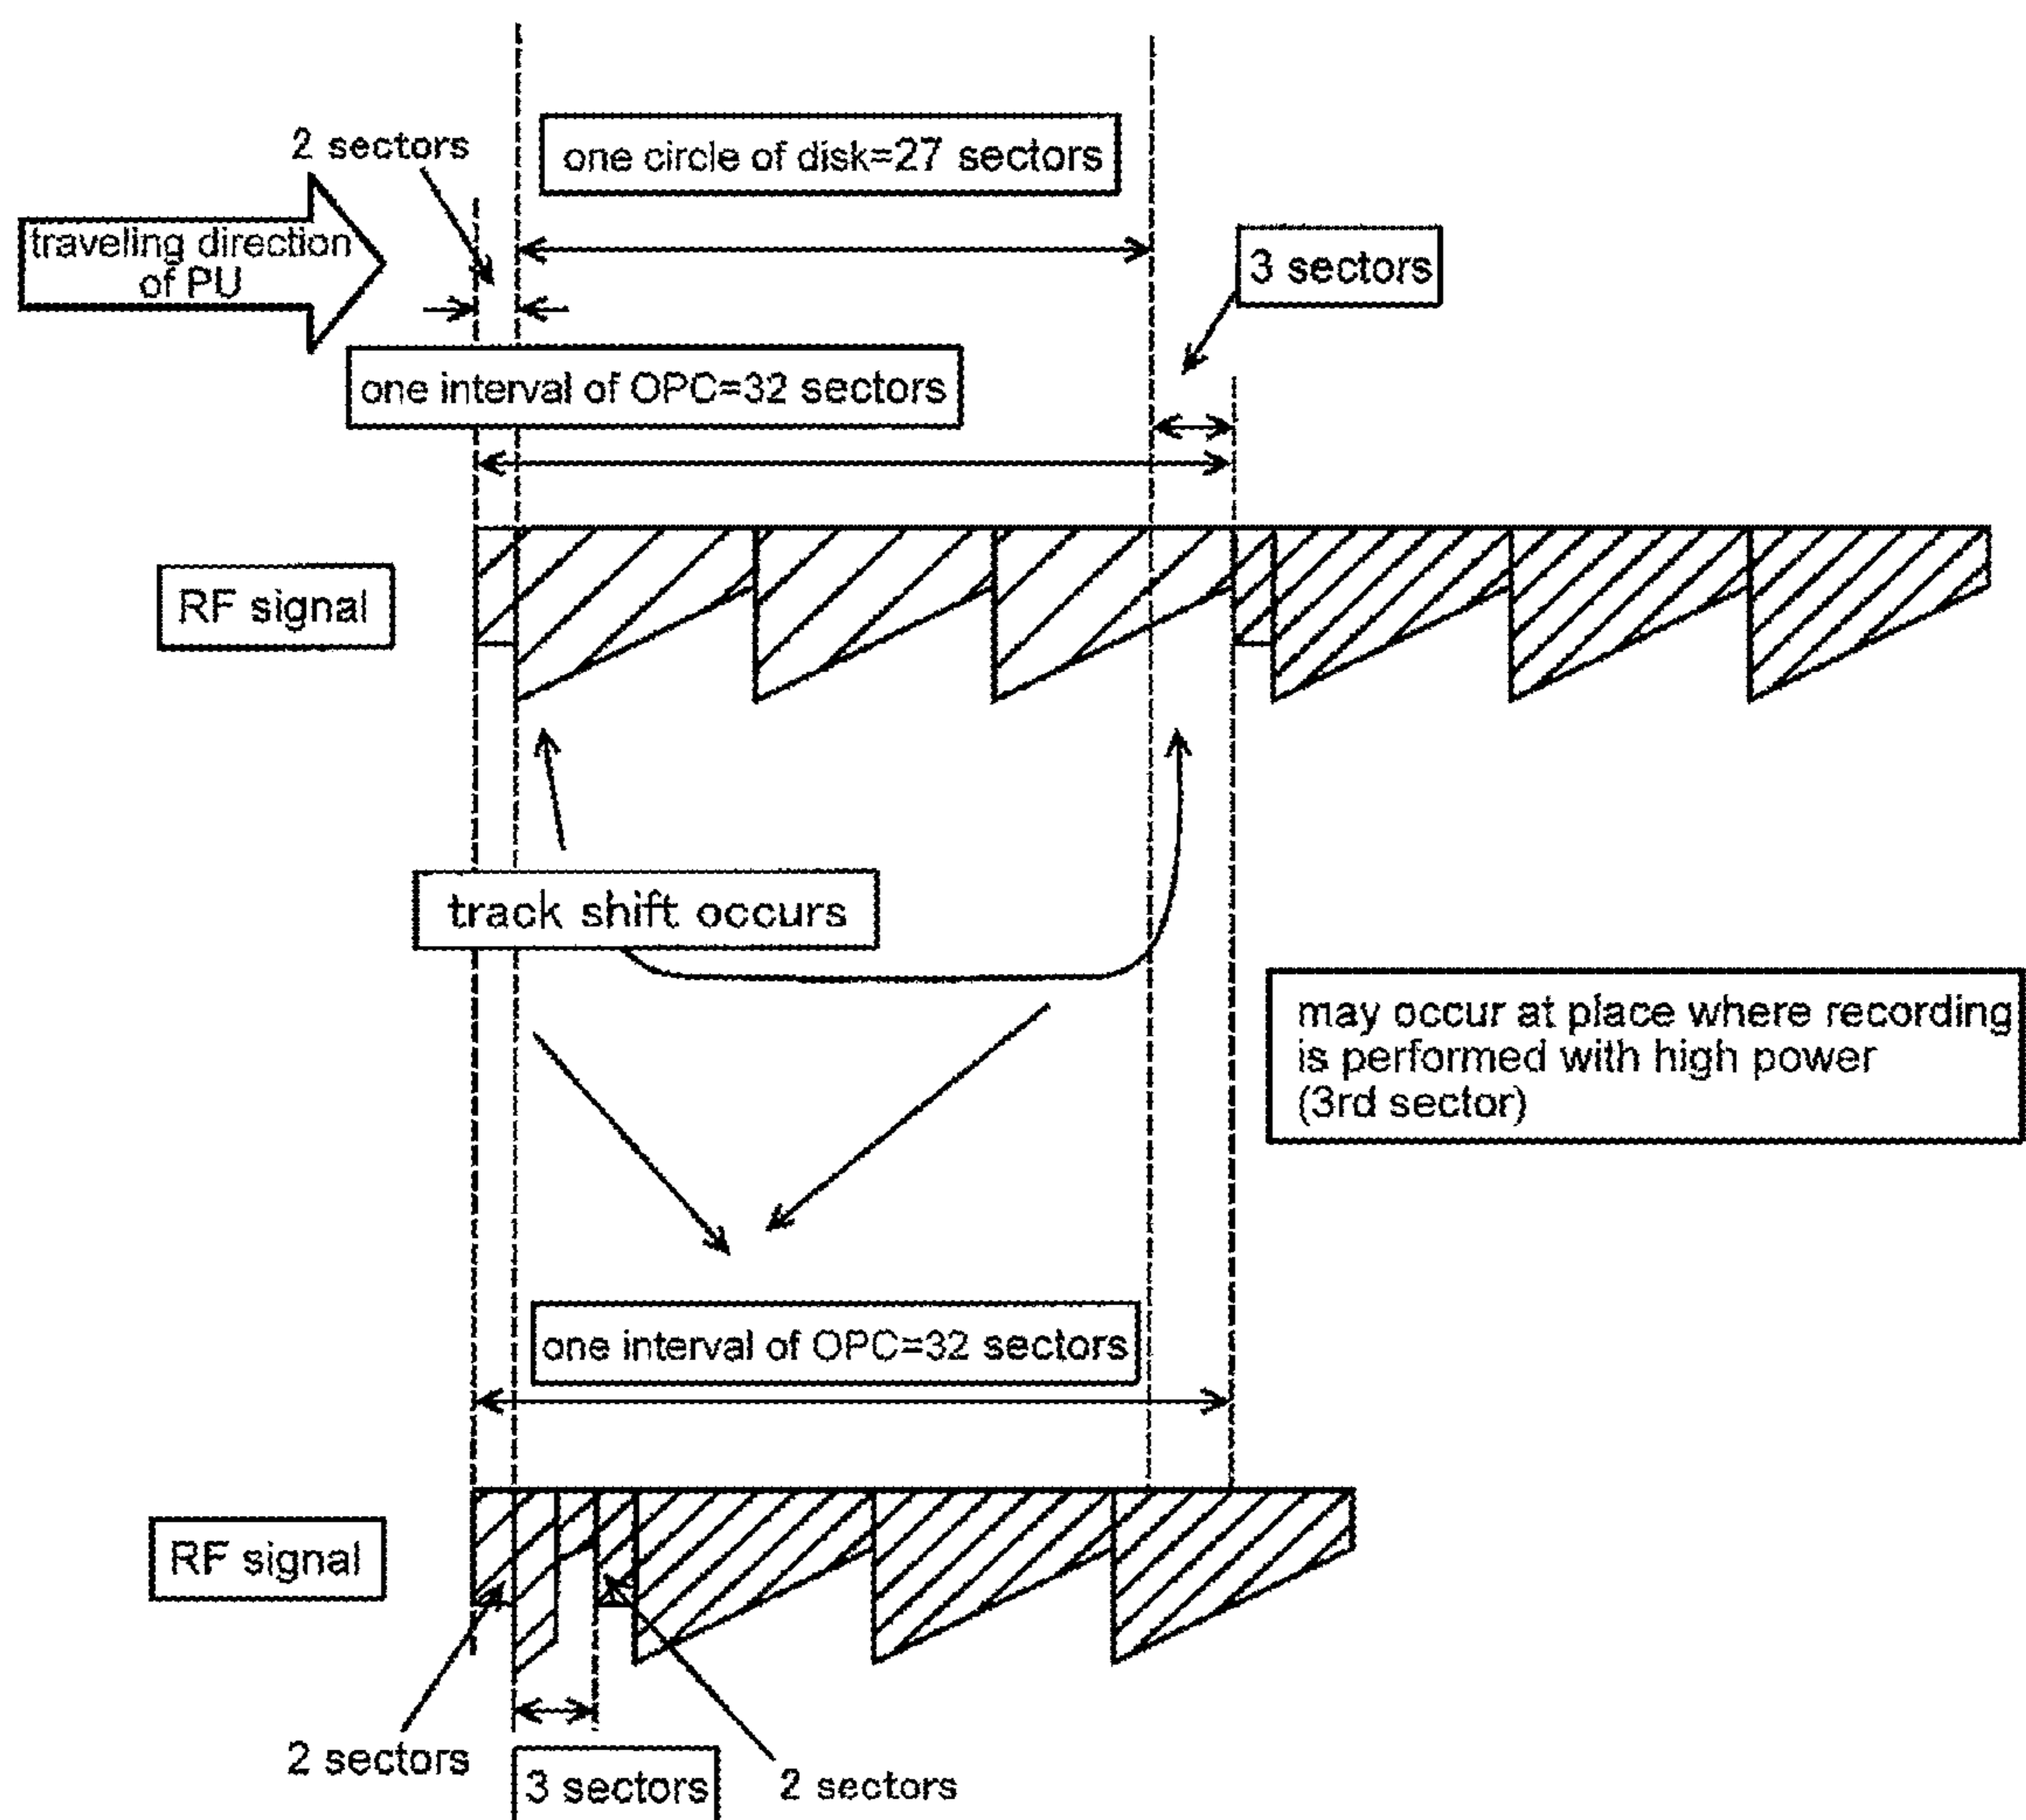 2 sectors
one circle of disk=27 sectors
traveling direction
of PU
3 sectors
one interval of OPC=32 sectors
RF signal
track shift occurs
may occur at place where recording
is performed with high power
(3rd sector)
one interval of OPC=32 sectors
RF signal
2 sectors
3 sectors
2 sectors